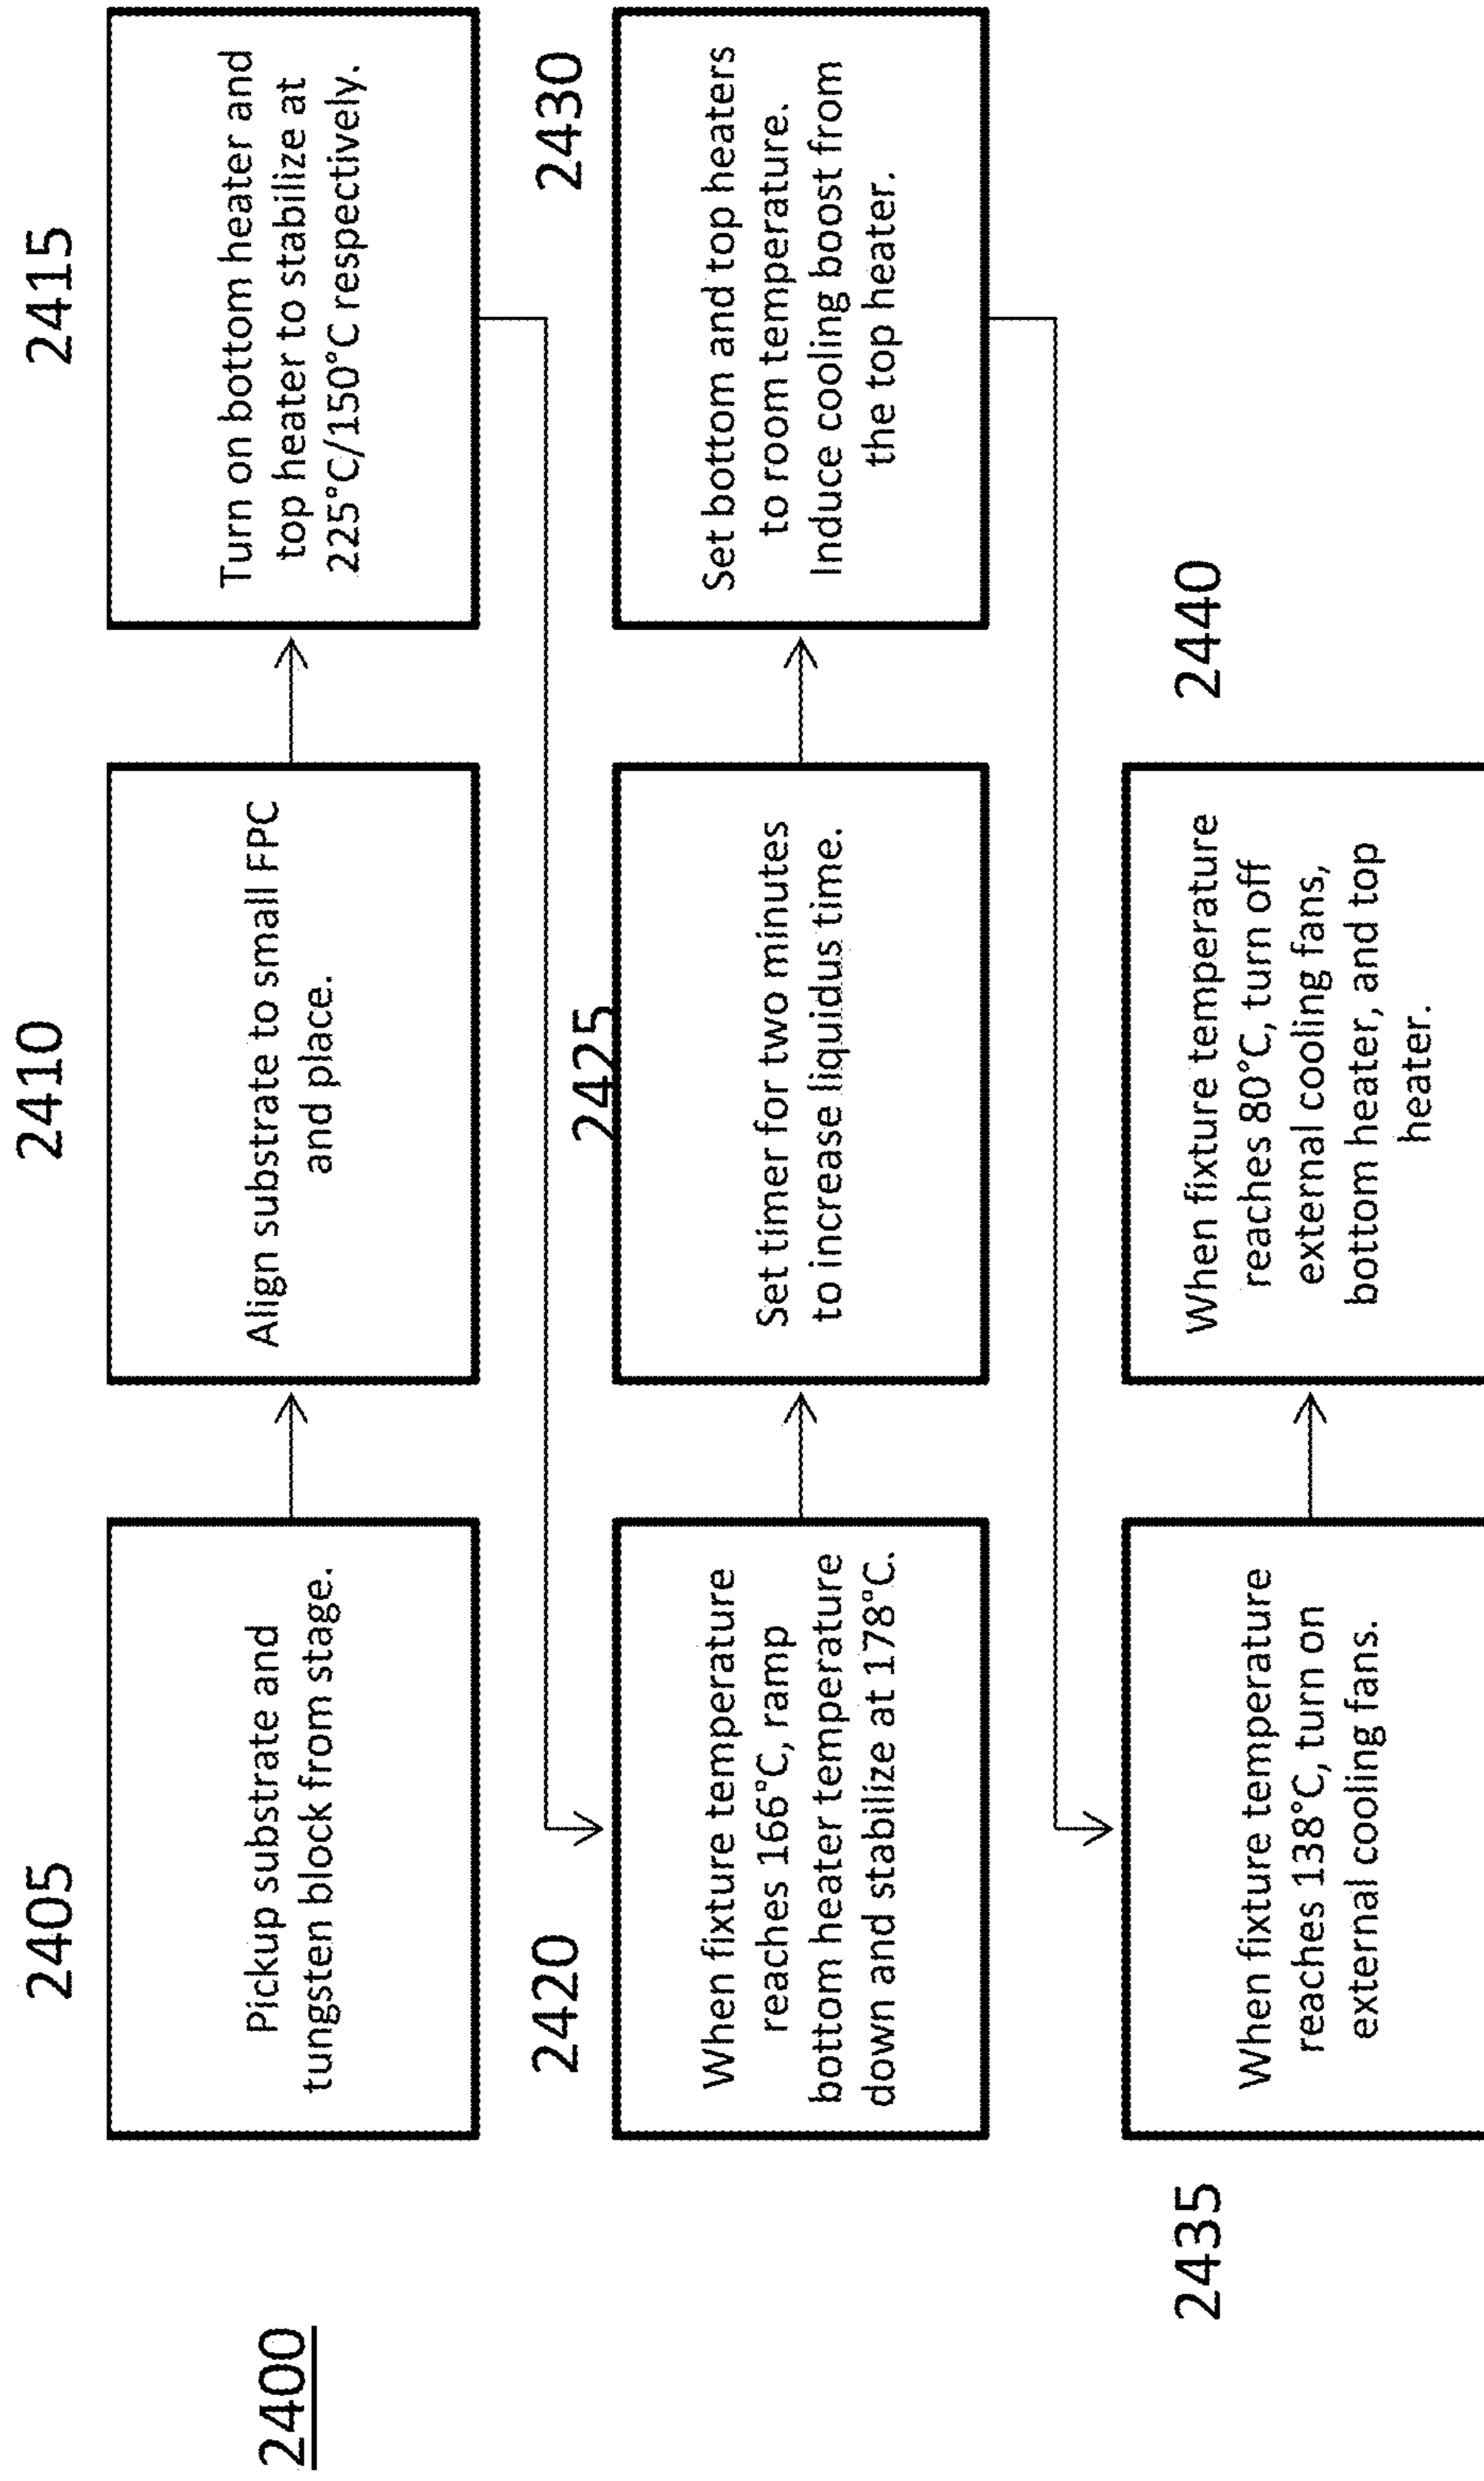 2400
2405
Pickup substrate and
tungsten block from stage.
2410
Align substrate to small FPC
and place.
2415
Turn on bottom heater and
top heater to stabilize at
225°C/150°C respectively.
2420
When fixture temperature
reaches 166°C, ramp
bottom heater temperature
down and stabilize at 178°C.
2425
Set timer for two minutes
to increase liquidus time.
2430
Set bottom and top heaters
to room temperature.
Induce cooling boost from
the top heater.
2435
When fixture temperature
reaches 138°C, turn on
external cooling fans.
2440
When fixture temperature
reaches 80°C, turn off
external cooling fans,
bottom heater, and top
heater.